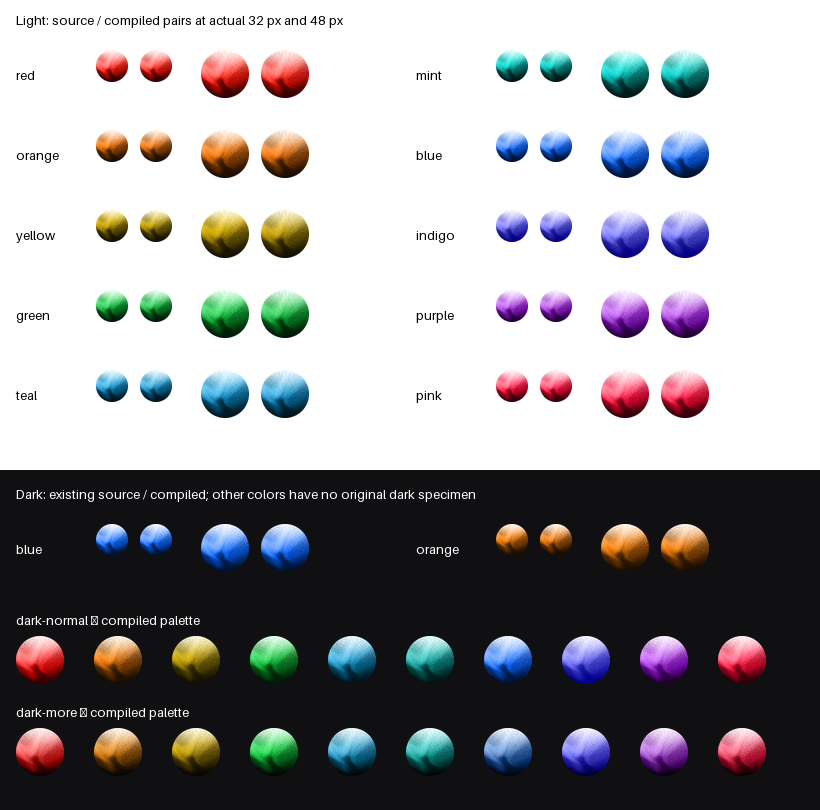 Light: source / compiled pairs at actual 32 px and 48 px
red
mint
orange
blue
yellow
indigo
green
purple
teal
pink
Dark: existing source / compiled; other colors have no original dark specimen
blue
orange
dark-normal compiled palette
dark-more compiled palette